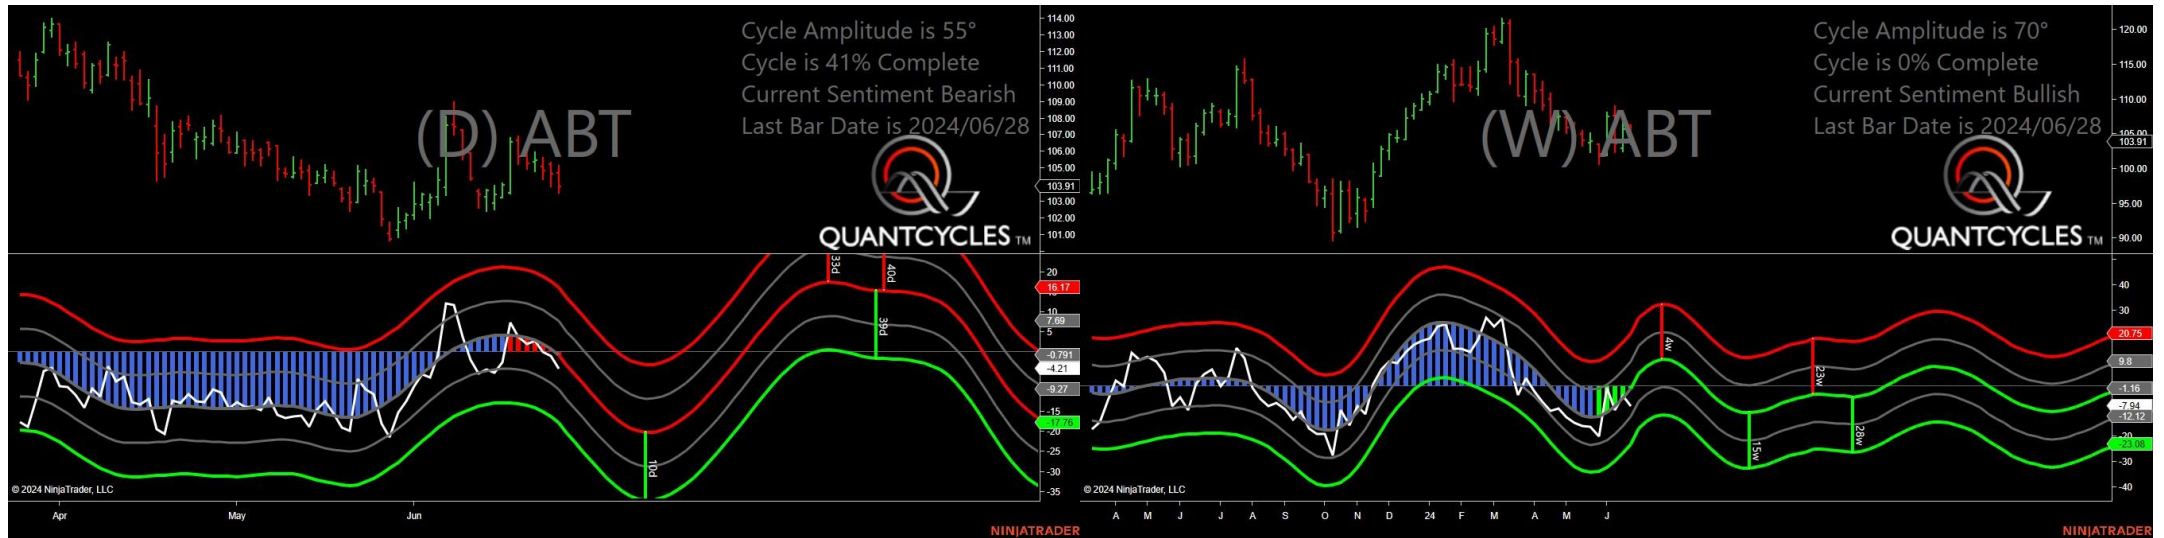 Cycle Amplitude is 55°
Cycle is 41% Complete
Current Sentiment Bearish
Last Bar Date is 2024/06/28
(D) ABT
QUANTCYCLES TM
114.00
113.00
112.00
111.00
110.00
109.00
108.00
107.00
106.00
105.00
103.91
103.00
102.00
101.00
33d
40d
39d
10d
20
16.17
10
7.69
5
-0.791
-4.21
-9.27
-15
-17.76
-20
-25
-30
-35
© 2024 NinjaTrader, LLC
Apr
May
Jun
NINJATRADER
Cycle Amplitude is 70°
Cycle is 0% Complete
Current Sentiment Bullish
Last Bar Date is 2024/06/28
(W) ABT
QUANTCYCLES TM
120.00
115.00
110.00
105.00
103.91
100.00
95.00
90.00
4w
23w
15w
28w
40
30
20.75
9.8
-1.16
-7.94
-12.12
-20
-23.08
-30
-40
© 2024 NinjaTrader, LLC
A M J J A S O N D 24 F M A M J
NINJATRADER